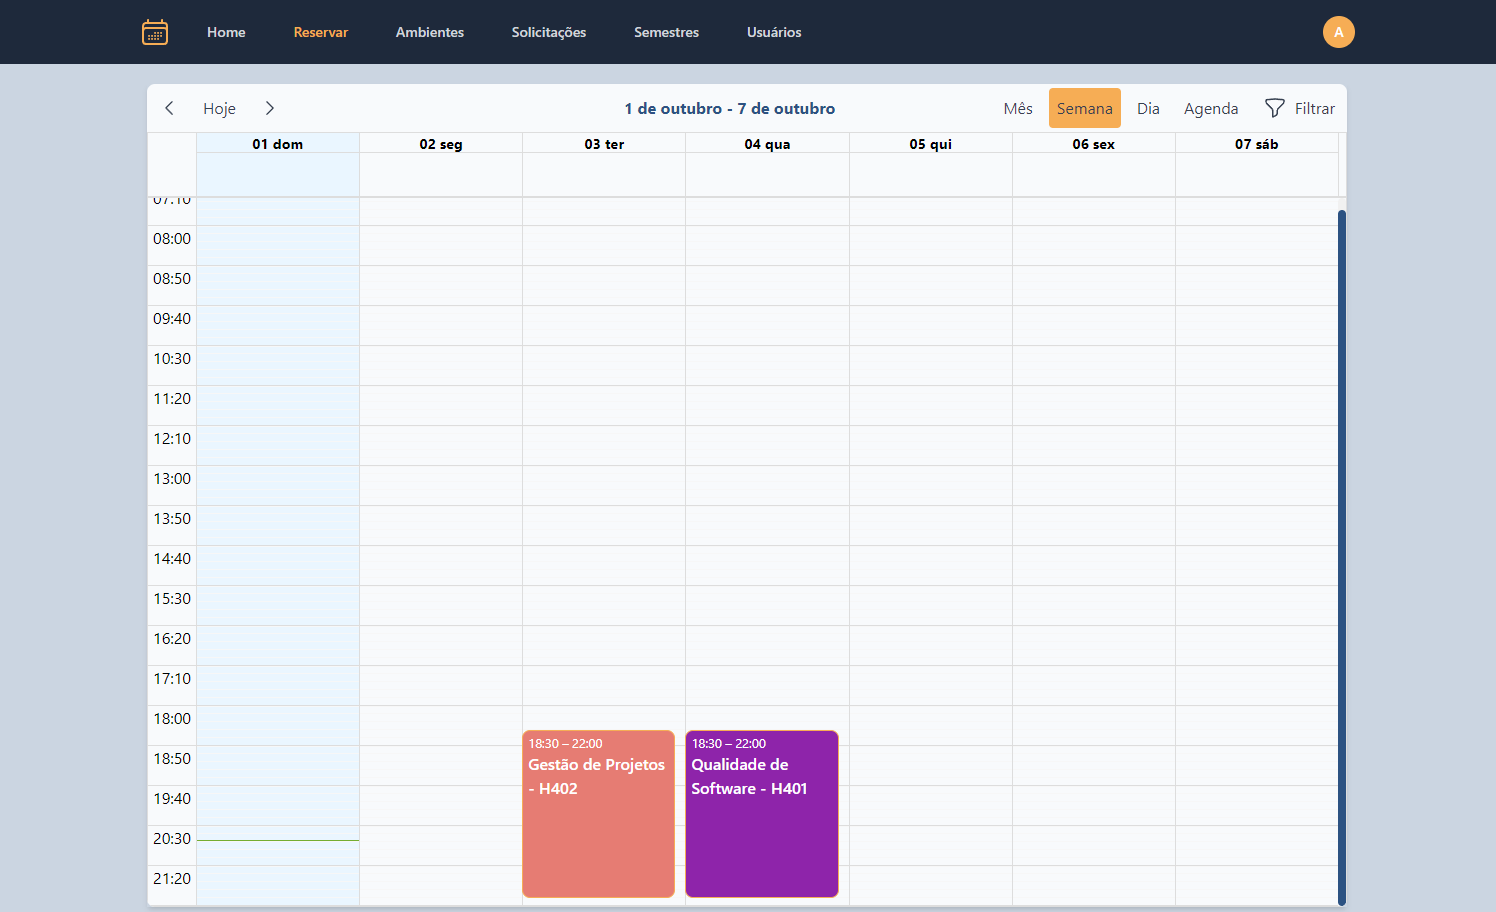 Home Reservar Ambientes Solicitações Semestres Usuários A
Hoje 1 de outubro - 7 de outubro Mês Semana Dia Agenda Filtrar
01 dom 02 seg 03 ter 04 qua 05 qui 06 sex 07 sáb
07:10
08:00
08:50
09:40
10:30
11:20
12:10
13:00
13:50
14:40
15:30
16:20
17:10
18:00
18:50
19:40
20:30
21:20
18:30 – 22:00
Gestão de Projetos
- H402
18:30 – 22:00
Qualidade de
Software - H401